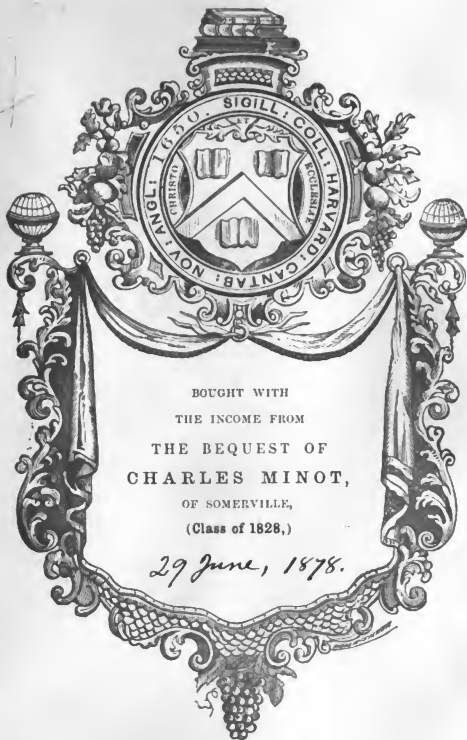 SIGILL: COLL: HARVARD: CANTAB: NOV: ANGL: 1650.
ET
CHRISTO
ECCLESIAE
BOUGHT WITH
THE INCOME FROM
THE BEQUEST OF
CHARLES MINOT,
OF SOMERVILLE,
(Class of 1828,)
29 June, 1878.